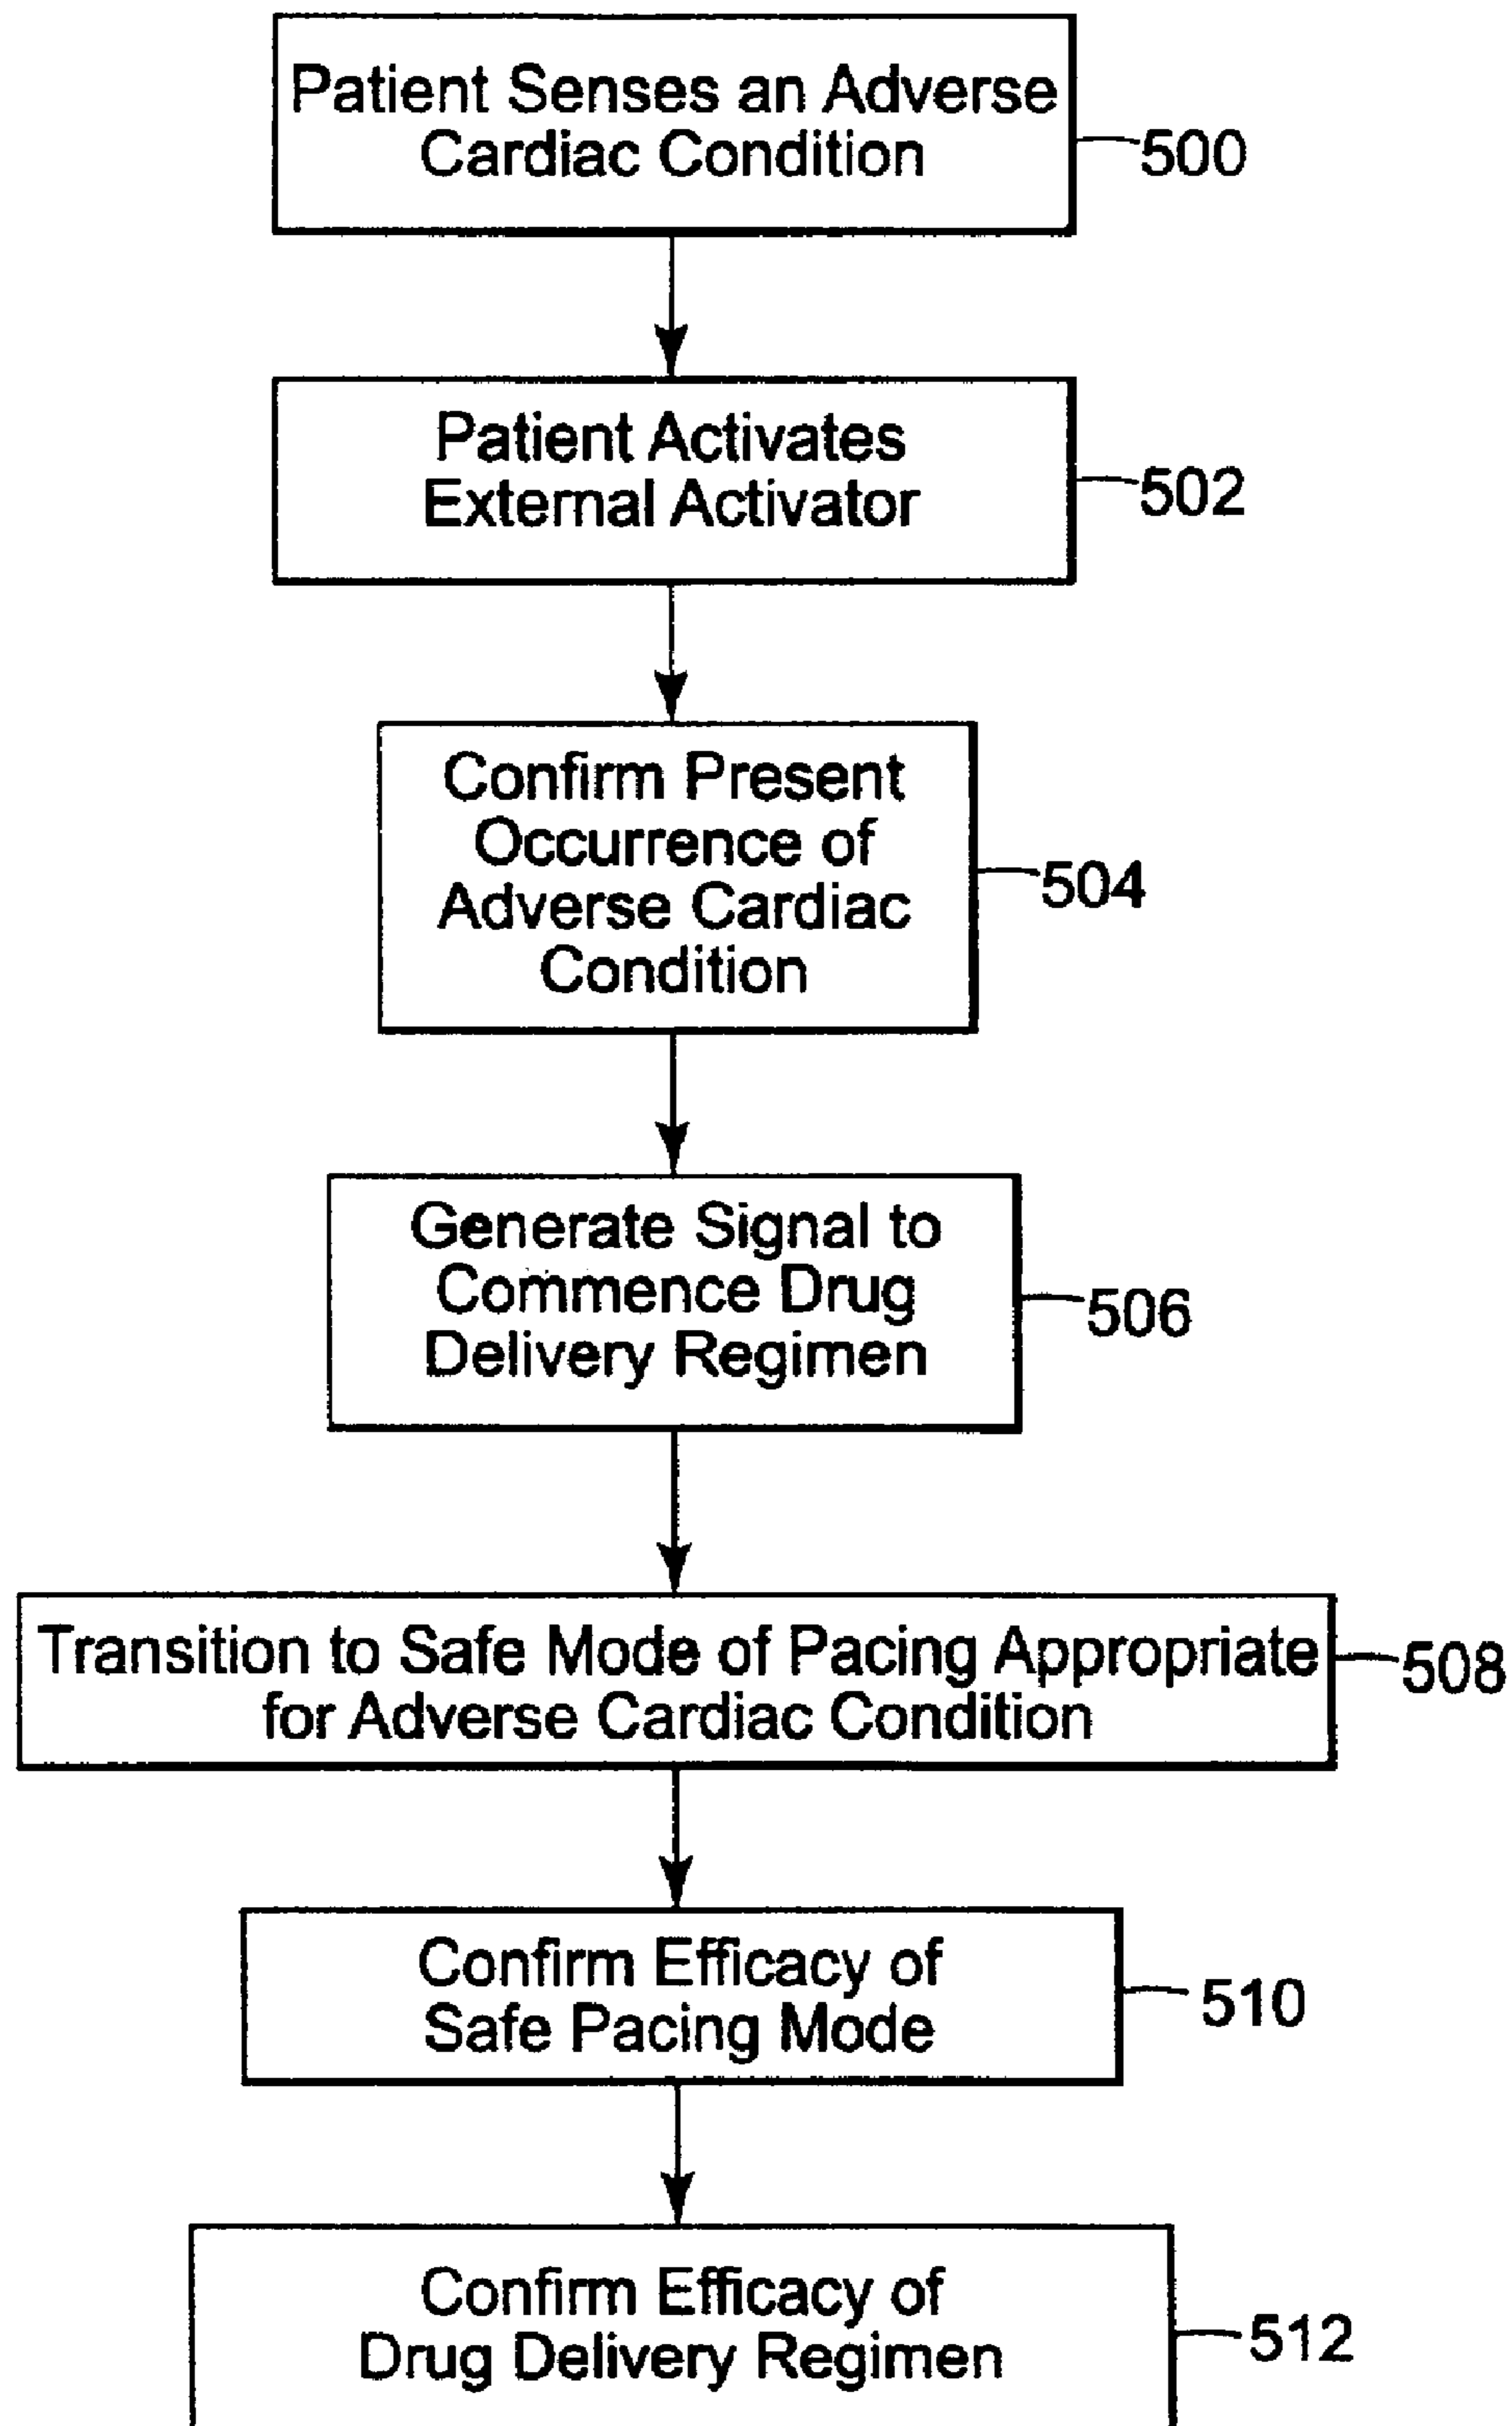 Patient Senses an Adverse
Cardiac Condition
500
Patient Activates
External Activator
502
Confirm Present
Occurrence of
Adverse Cardiac
Condition
504
Generate Signal to
Commence Drug
Delivery Regimen
506
Transition to Safe Mode of Pacing Appropriate
for Adverse Cardiac Condition
508
Confirm Efficacy of
Safe Pacing Mode
510
Confirm Efficacy of
Drug Delivery Regimen
512